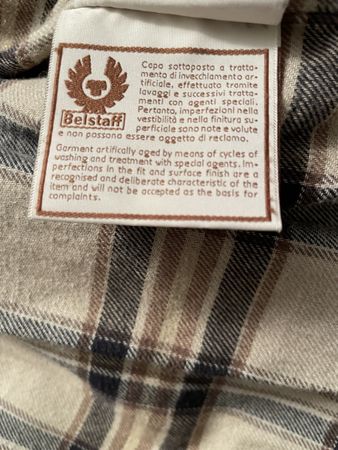 Capo sottoposto a tratta-
mento di invecchiamento ar-
tificiale, effettuato tramite
lavaggi e successivi tratta-
menti con agenti speciali.
Pertanto, imperfezioni nella
vestibilità e nella finitura su-
perficiale sono note e volute
e non possono essere oggetto di reclamo.
Belstaff
Garment artificially aged by means of cycles of
washing and treatment with special agents. Im-
perfections in the fit and surface finish are a
recognised and deliberate characteristic of the
item and will not be accepted as the basis for
complaints.